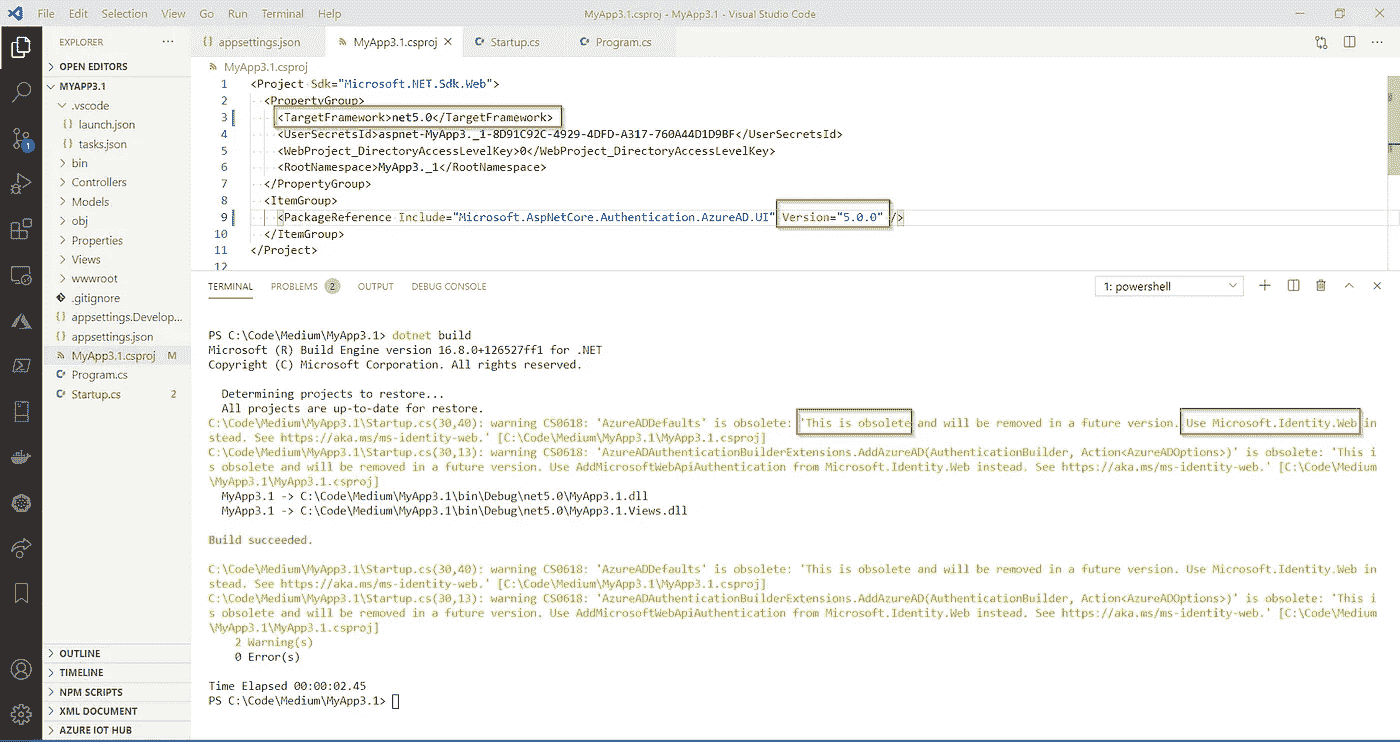 File Edit Selection View Go Run Terminal Help MyApp3.1.csproj - MyApp3.1 - Visual Studio Code
EXPLORER
OPEN EDITORS
MYAPP3.1
.vscode
launch.json
tasks.json
bin
Controllers
Models
obj
Properties
Views
wwwroot
.gitignore
appsettings.Develop...
appsettings.json
MyApp3.1.csproj M
Program.cs
Startup.cs 2
OUTLINE
TIMELINE
NPM SCRIPTS
XML DOCUMENT
AZURE IOT HUB
1
appsettings.json MyApp3.1.csproj Startup.cs Program.cs
MyApp3.1.csproj
1 <Project Sdk="Microsoft.NET.Sdk.Web">
2 <PropertyGroup>
3 <TargetFramework>net5.0</TargetFramework>
4 <UserSecretsId>aspnet-MyApp3._1-8D91C92C-4929-4DFD-A317-760A44D1D9BF</UserSecretsId>
5 <WebProject_DirectoryAccessLevelKey>0</WebProject_DirectoryAccessLevelKey>
6 <RootNamespace>MyApp3._1</RootNamespace>
7 </PropertyGroup>
8 <ItemGroup>
9 <PackageReference Include="Microsoft.AspNetCore.Authentication.AzureAD.UI" Version="5.0.0" />
10 </ItemGroup>
11 </Project>
12
TERMINAL PROBLEMS 2 OUTPUT DEBUG CONSOLE 1: powershell
PS C:\Code\Medium\MyApp3.1> dotnet build
Microsoft (R) Build Engine version 16.8.0+126527ff1 for .NET
Copyright (C) Microsoft Corporation. All rights reserved.
Determining projects to restore...
All projects are up-to-date for restore.
C:\Code\Medium\MyApp3.1\Startup.cs(30,40): warning CS0618: 'AzureADDefaults' is obsolete: 'This is obsolete and will be removed in a future version. Use Microsoft.Identity.Web in
stead. See https://aka.ms/ms-identity-web.' [C:\Code\Medium\MyApp3.1\MyApp3.1.csproj]
C:\Code\Medium\MyApp3.1\Startup.cs(30,13): warning CS0618: 'AzureADAuthenticationBuilderExtensions.AddAzureAD(AuthenticationBuilder, Action<AzureADOptions>)' is obsolete: 'This i
s obsolete and will be removed in a future version. Use AddMicrosoftWebApiAuthentication from Microsoft.Identity.Web instead. See https://aka.ms/ms-identity-web.' [C:\Code\Medium
\MyApp3.1\MyApp3.1.csproj]
MyApp3.1 -> C:\Code\Medium\MyApp3.1\bin\Debug\net5.0\MyApp3.1.dll
MyApp3.1 -> C:\Code\Medium\MyApp3.1\bin\Debug\net5.0\MyApp3.1.Views.dll
Build succeeded.
C:\Code\Medium\MyApp3.1\Startup.cs(30,40): warning CS0618: 'AzureADDefaults' is obsolete: 'This is obsolete and will be removed in a future version. Use Microsoft.Identity.Web in
stead. See https://aka.ms/ms-identity-web.' [C:\Code\Medium\MyApp3.1\MyApp3.1.csproj]
C:\Code\Medium\MyApp3.1\Startup.cs(30,13): warning CS0618: 'AzureADAuthenticationBuilderExtensions.AddAzureAD(AuthenticationBuilder, Action<AzureADOptions>)' is obsolete: 'This i
s obsolete and will be removed in a future version. Use AddMicrosoftWebApiAuthentication from Microsoft.Identity.Web instead. See https://aka.ms/ms-identity-web.' [C:\Code\Medium
\MyApp3.1\MyApp3.1.csproj]
2 Warning(s)
0 Error(s)
Time Elapsed 00:00:02.45
PS C:\Code\Medium\MyApp3.1>